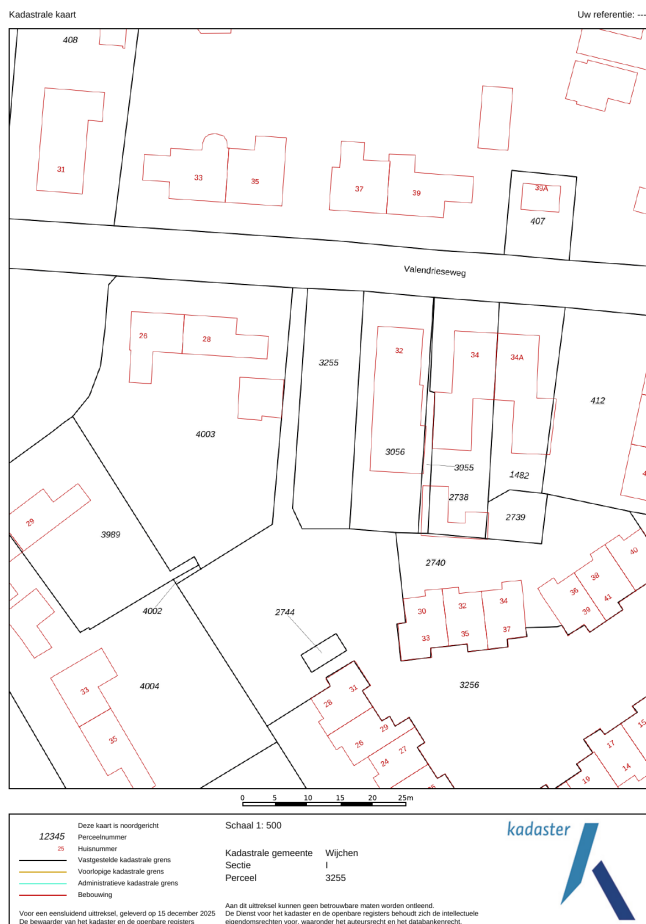 Kadastrale kaart
Uw referentie: ---
408
31
33
35
37
39
39A
407
Valendrieseweg
26
28
3255
32
34
34A
412
4003
3056
3055
1482
2738
2739
29
3989
2740
40
38
36
41
39
30
32
34
33
35
37
4002
2744
4004
3256
33
35
28
31
26
29
27
24
15
17
14
19
0 5 10 15 20 25m
Deze kaart is noordgericht
12345 Perceelnummer
25 Huisnummer
Vastgestelde kadastrale grens
Voorlopige kadastrale grens
Administratieve kadastrale grens
Bebouwing
Schaal 1: 500
Kadastrale gemeente Wijchen
Sectie I
Perceel 3255
kadaster
Voor een eensluidend uittreksel, geleverd op 15 december 2025
De bewaarder van het kadaster en de openbare registers
Aan dit uittreksel kunnen geen betrouwbare maten worden ontleend.
De Dienst voor het kadaster en de openbare registers behoudt zich de intellectuele
eigendomsrechten voor, waaronder het auteursrecht en het databankenrecht.